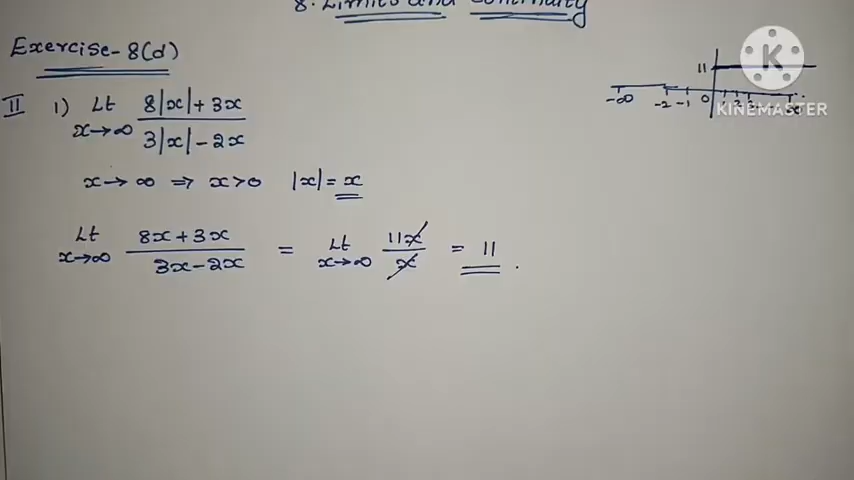 8. Limits and Continuity
Exercise-8(d)
II 1) Lt x→∞ 8|x|+3x / 3|x|-2x
x→∞ ⇒ x>0 |x|=x
Lt x→∞ 8x+3x / 3x-2x = Lt x→∞ 11x / x = 11.
11
-∞ -2 -1 0 1 2 3
K
KINEMASTER